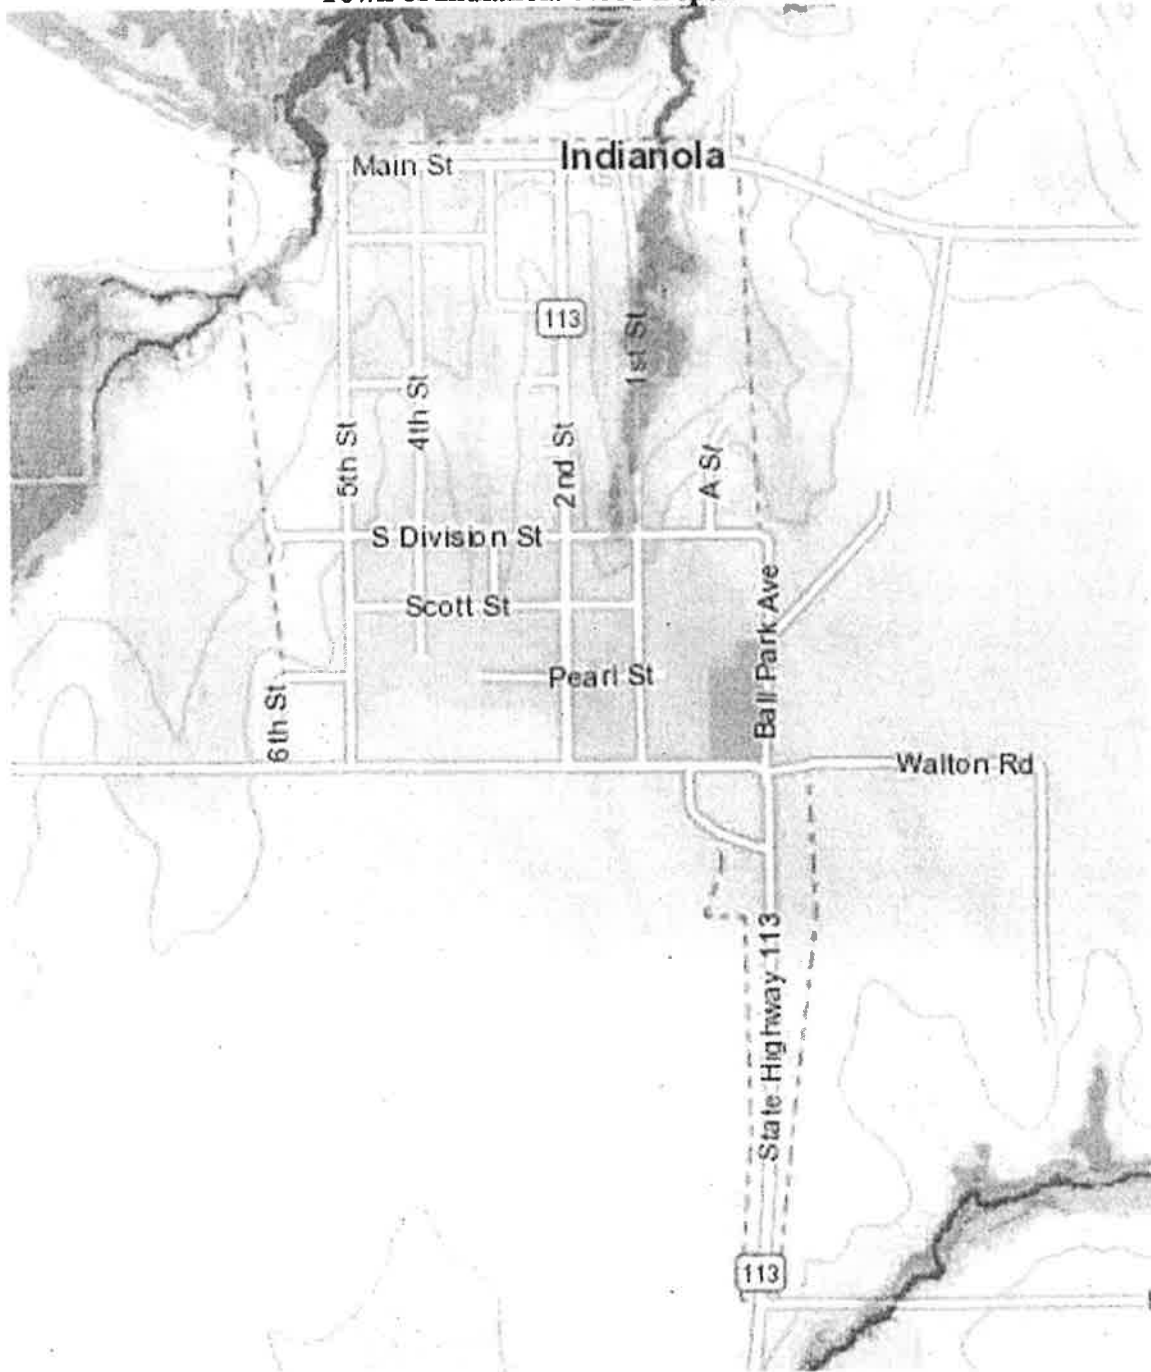 Main St
Indianola
113
1st St
4th St
5th St
2nd St
A St
S Division St
Scott St
Ball Park Ave
Pearl St
6th St
Walton Rd
State Highway 113
113